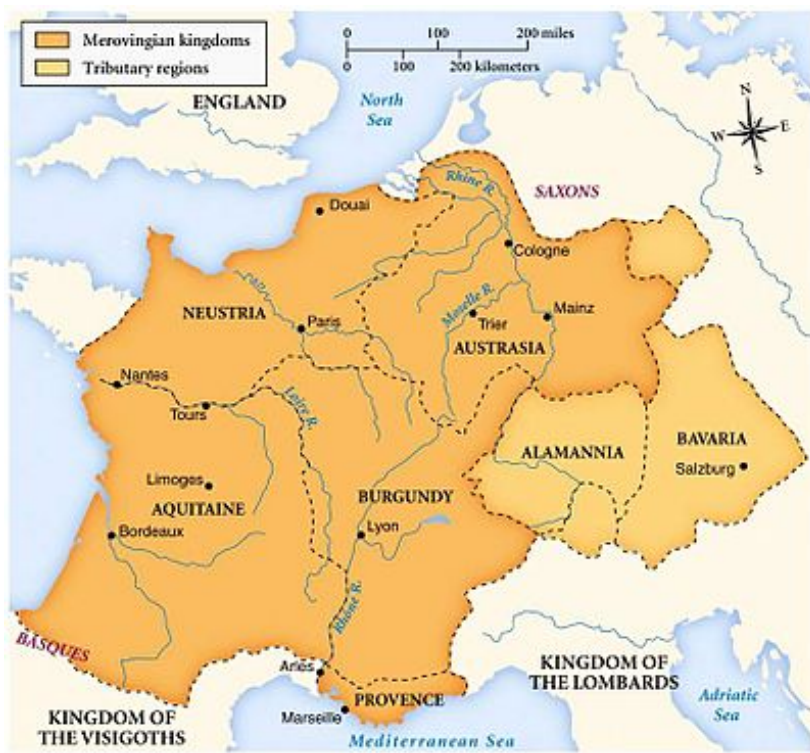 Merovingian kingdoms
Tributary regions
0 100 200 miles
0 100 200 kilometers
ENGLAND
North
Sea
N
W E
S
SAXONS
Rhine R.
Douai
Cologne
NEUSTRIA
Paris
Moselle R.
Trier
Mainz
AUSTRASIA
Nantes
Tours
Loire R.
ALAMANNIA
BAVARIA
Salzburg
Limoges
AQUITAINE
BURGUNDY
Bordeaux
Lyon
Rhône R.
BASQUES
Arles
PROVENCE
Marseille
KINGDOM OF
THE VISIGOTHS
KINGDOM OF
THE LOMBARDS
Adriatic
Sea
Mediterranean Sea